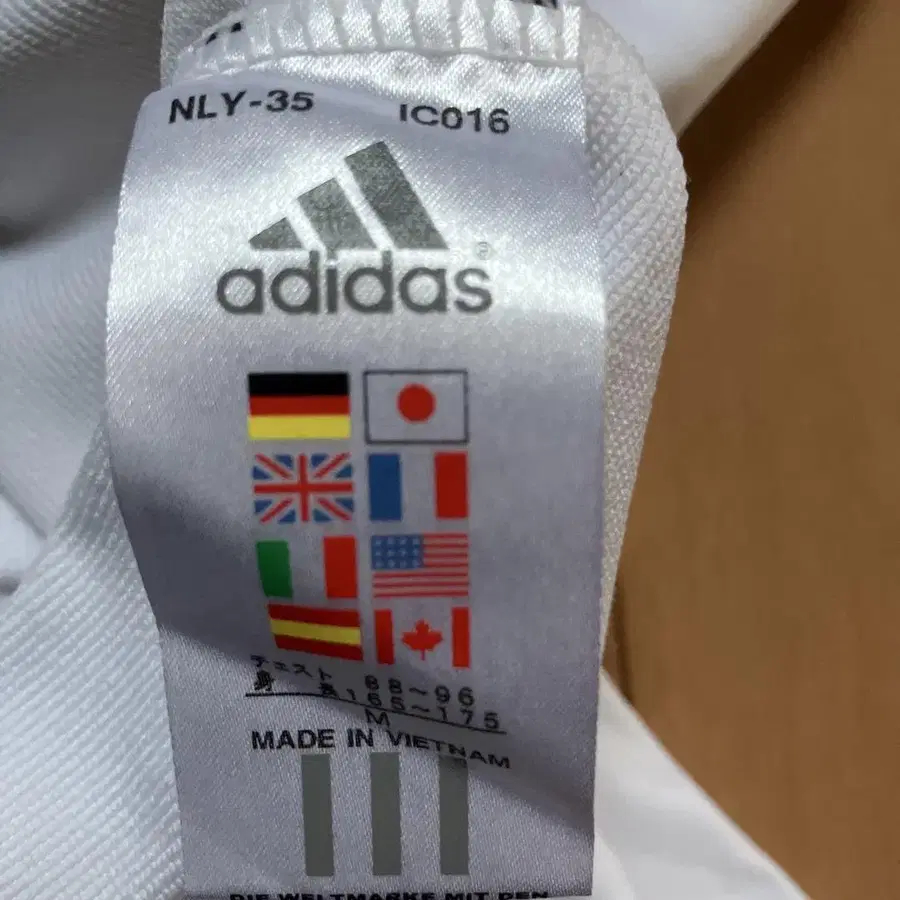 NLY-35 IC016
adidas®
チェスト 88~96
身 長 165~175
M
MADE IN VIETNAM
DIE WELTMARKE MIT DEN